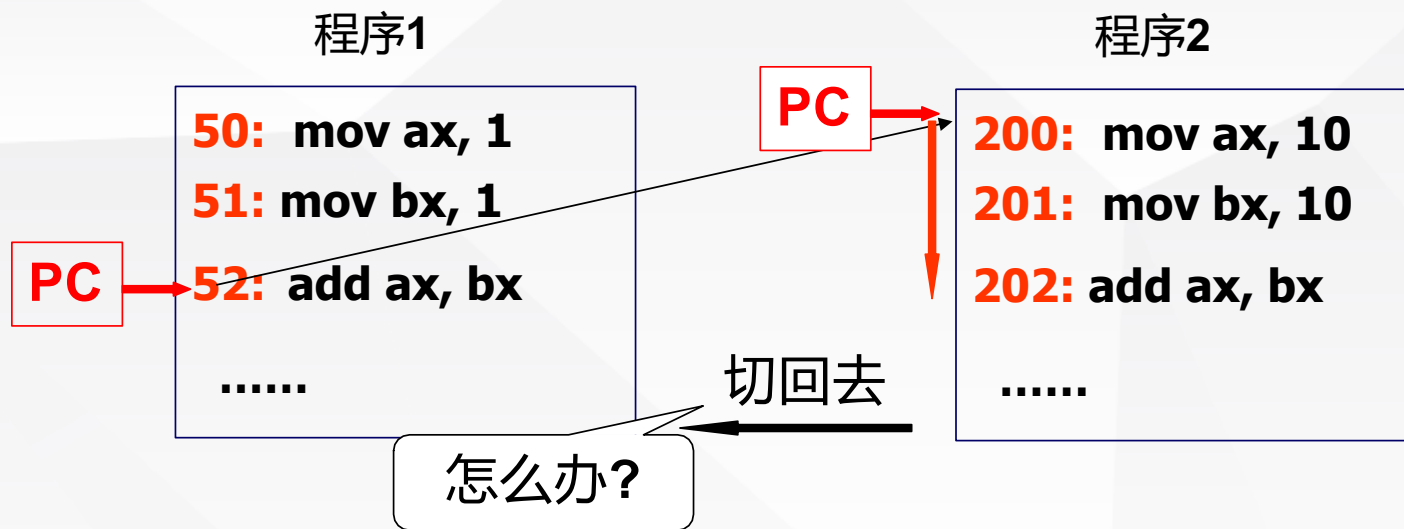 程序1
50: mov ax, 1
51: mov bx, 1
PC
52: add ax, bx
......
程序2
PC
200: mov ax, 10
201: mov bx, 10
202: add ax, bx
......
切回去
怎么办?